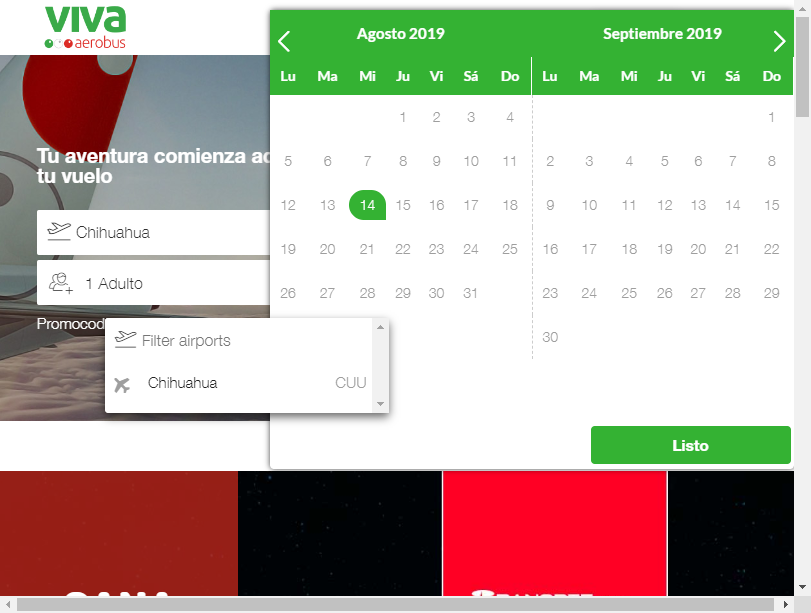 VIVA
aerobus
Tu aventura comienza
tu vuelo
Chihuahua
1 Adulto
Filter airports
Chihuahua CUU
Agosto 2019 Septiembre 2019
Lu Ma Mi Ju Vi Sá Do Lu Ma Mi Ju Vi Sá Do
1 2 3 4 1
5 6 7 8 9 10 11 2 3 4 5 6 7 8
12 13 14 15 16 17 18 9 10 11 12 13 14 15
19 20 21 22 23 24 25 16 17 18 19 20 21 22
26 27 28 29 30 31 23 24 25 26 27 28 29
30
Listo